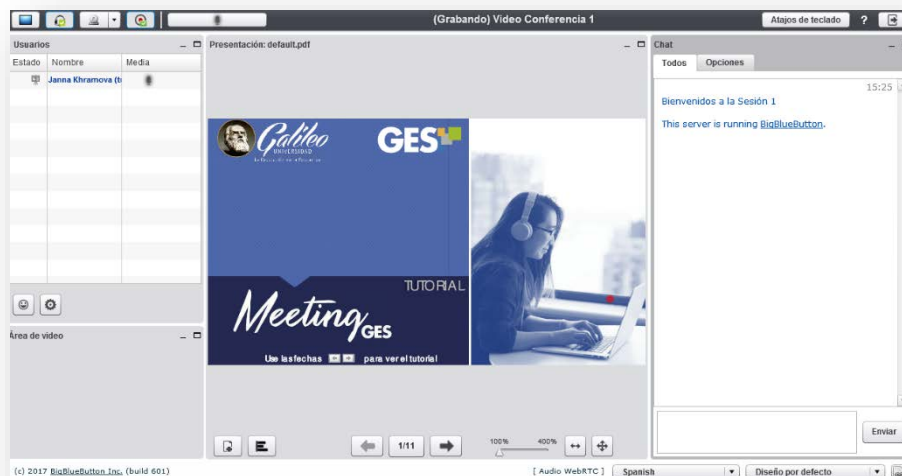 (Grabando) Video Conferencia 1
Atajos de teclado
?
Usuarios
Estado Nombre Media
Janna Khramova (t
Área de video
Presentación: default.pdf
Galileo
UNIVERSIDAD
GES
TUTORIAL
Meeting GES
Use las fechas para ver el tutorial
1/11
100% 400%
Chat
Todos Opciones
15:25
Bienvenidos a la Sesión 1
This server is running BigBlueButton.
Enviar
(c) 2017 BigBlueButton Inc. (build 601)
[ Audio WebRTC ]
Spanish
Diseño por defecto